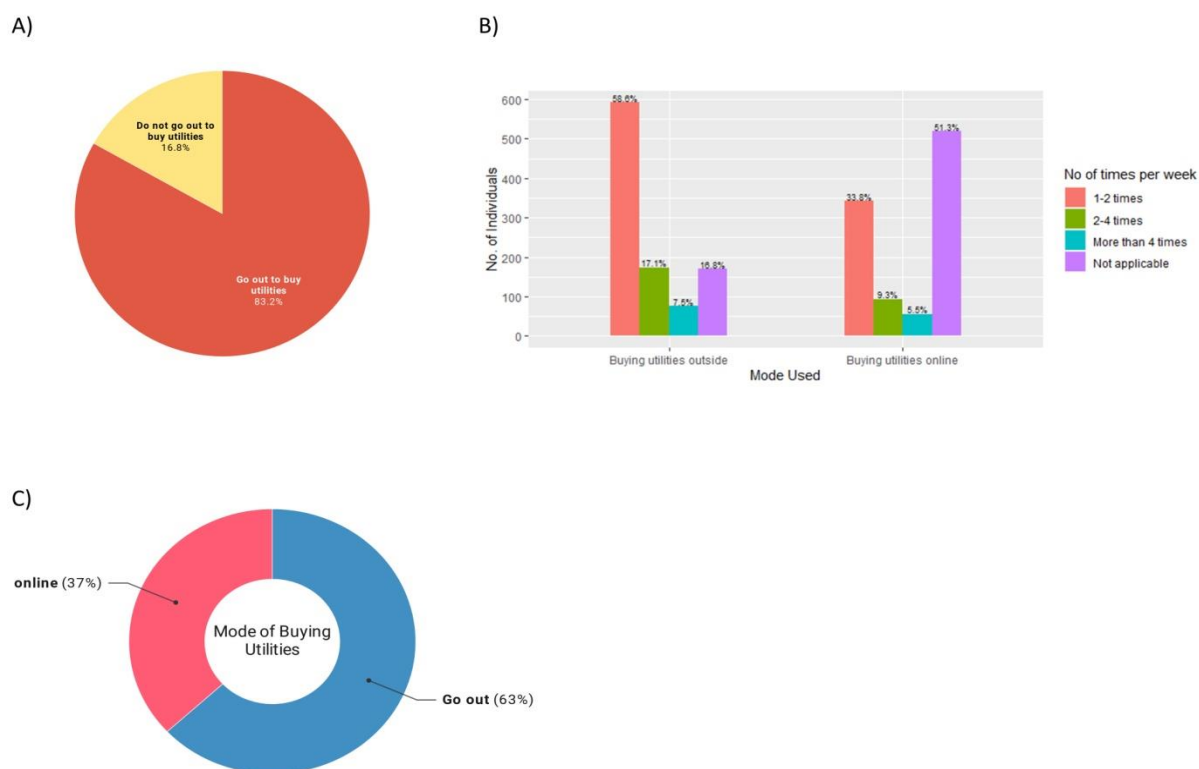 A)
Do not go out to
buy utilities
16.8%
Go out to buy
utilities
83.2%
B)
No. of Individuals
600
500
400
300
200
100
0
58.6%
17.1%
7.5%
16.8%
33.8%
9.3%
5.5%
51.3%
Buying utilities outside
Buying utilities online
Mode Used
No of times per week
1-2 times
2-4 times
More than 4 times
Not applicable
C)
online (37%)
Mode of Buying
Utilities
Go out (63%)